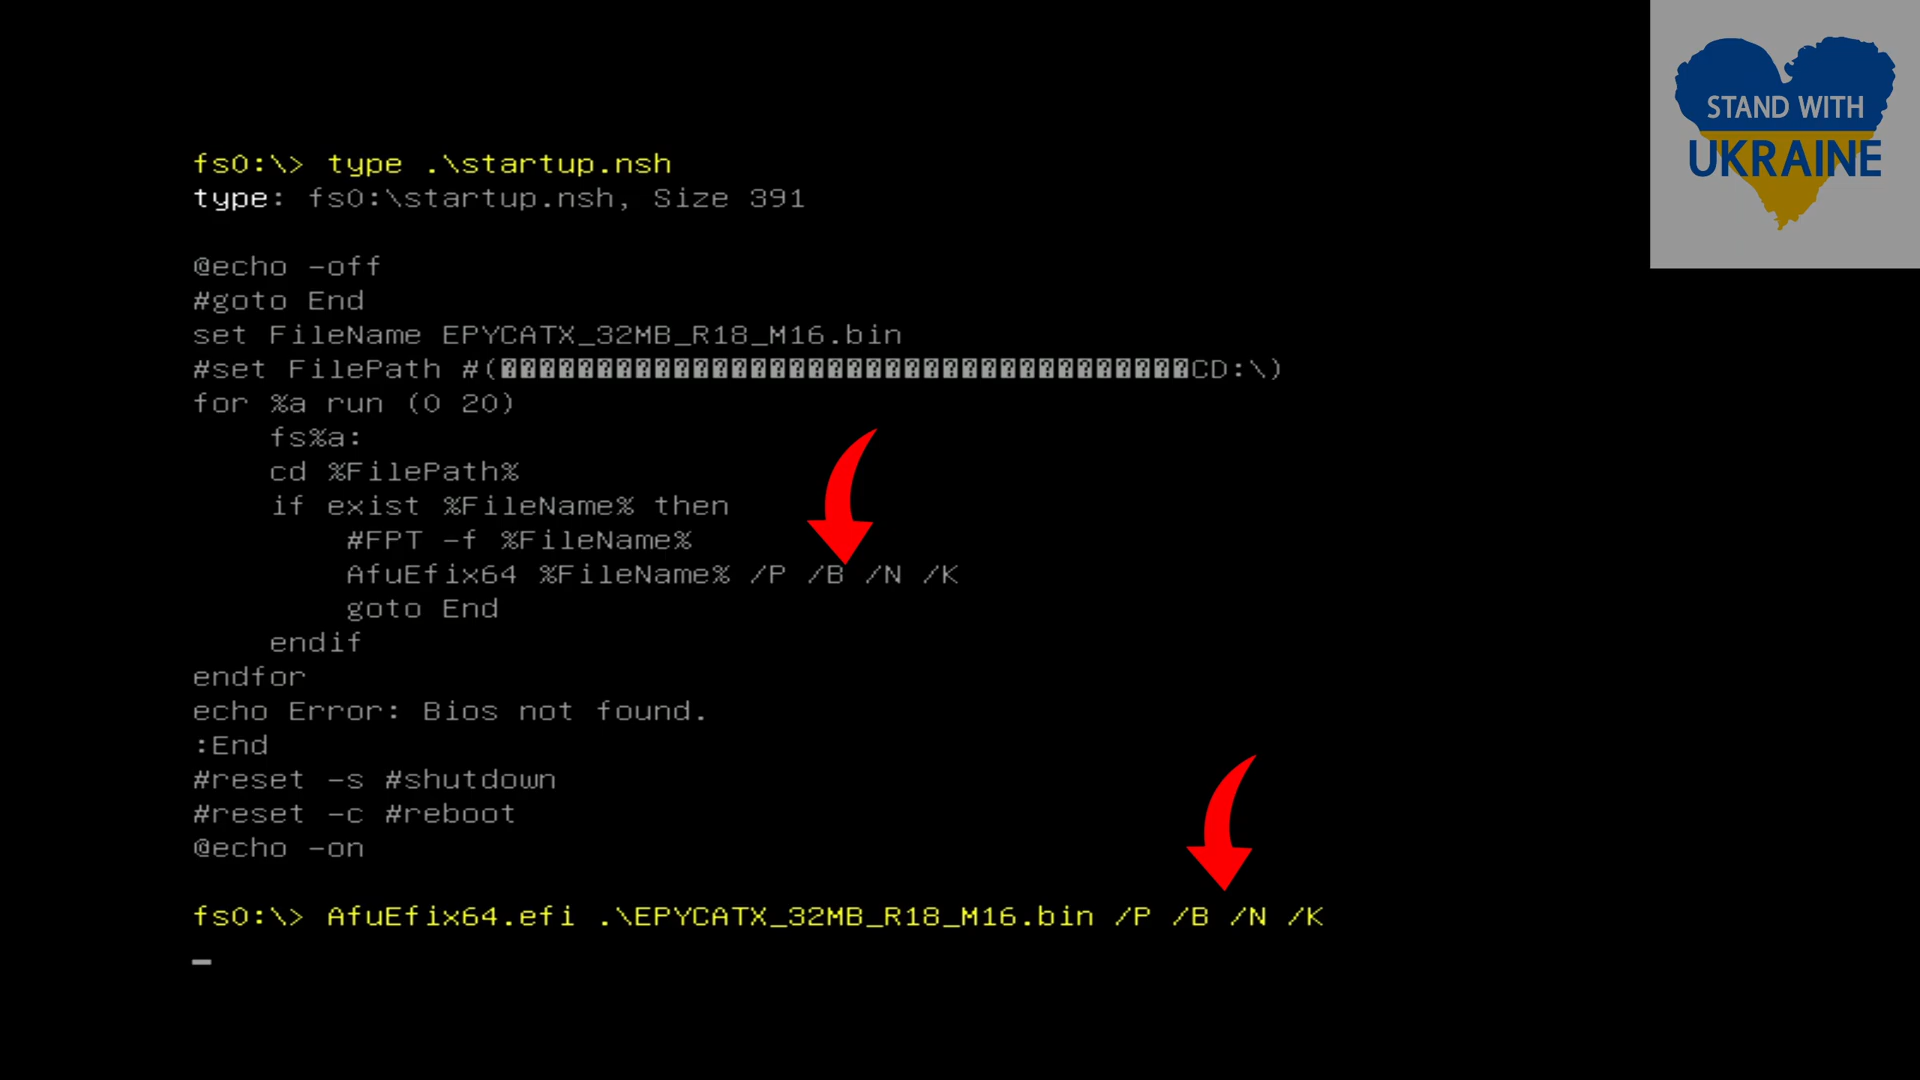 STAND WITH
UKRAINE
fs0:\> type .\startup.nsh
type: fs0:\startup.nsh, Size 391
@echo -off
#goto End
set FileName EPYCATX_32MB_R18_M16.bin
#set FilePath #(CD:\)
for %a run (0 20)
fs%a:
cd %FilePath%
if exist %FileName% then
#FPT -f %FileName%
AfuEfix64 %FileName% /P /B /N /K
goto End
endif
endfor
echo Error: Bios not found.
:End
#reset -s #shutdown
#reset -c #reboot
@echo -on
fs0:\> AfuEfix64.efi .\EPYCATX_32MB_R18_M16.bin /P /B /N /K